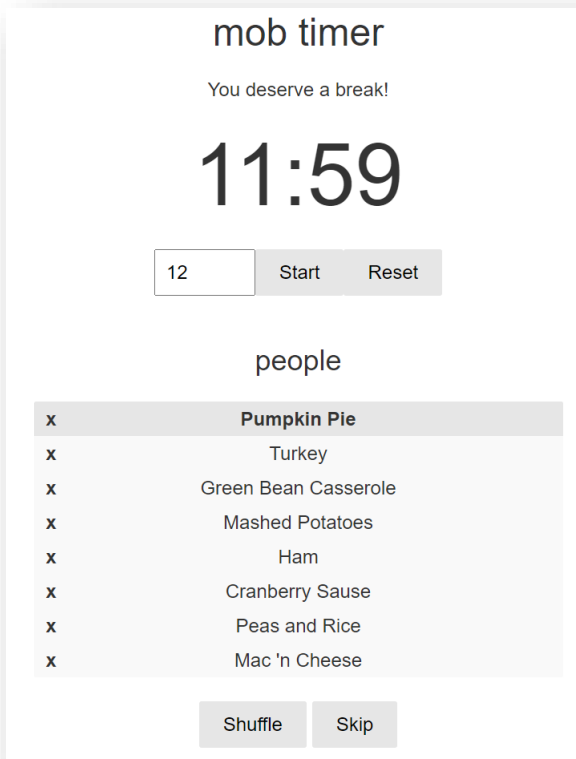 mob timer
You deserve a break!
11:59
12 Start Reset
people
x Pumpkin Pie
x Turkey
x Green Bean Casserole
x Mashed Potatoes
x Ham
x Cranberry Sause
x Peas and Rice
x Mac 'n Cheese
Shuffle Skip